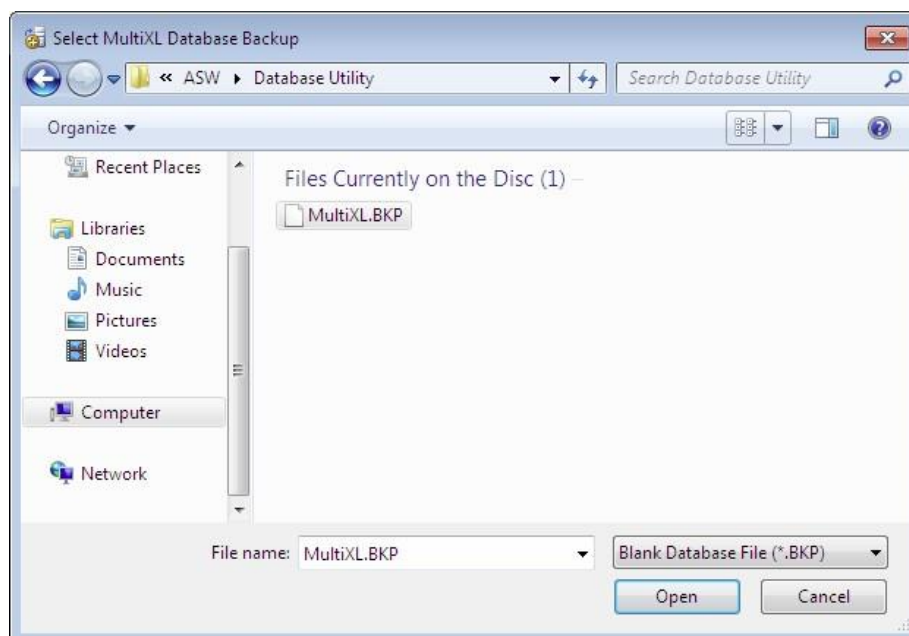 Select MultiXL Database Backup
« ASW Database Utility
Search Database Utility
Organize
Recent Places
Files Currently on the Disc (1)
MultiXL.BKP
Libraries
Documents
Music
Pictures
Videos
Computer
Network
File name: MultiXL.BKP
Blank Database File (*.BKP)
Open Cancel